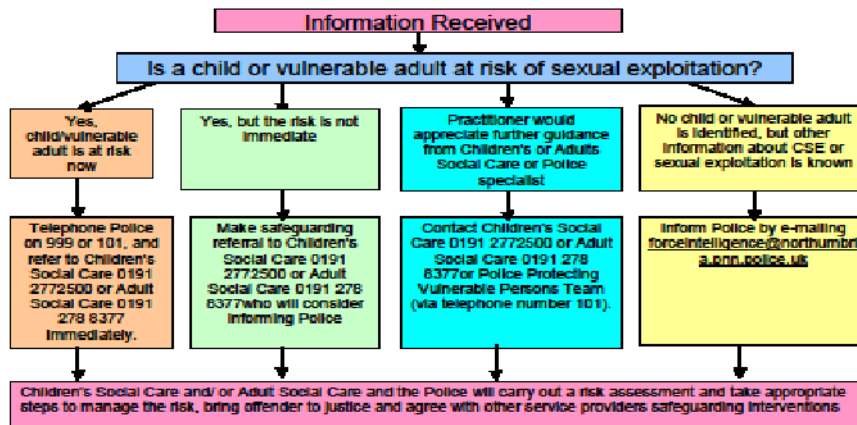 Information Received
Is a child or vulnerable adult at risk of sexual exploitation?
Yes,
child/vulnerable
adult is at risk
now
Yes, but the risk is not
immediate
Practitioner would
appreciate further guidance
from Children's or Adults
Social Care or Police
specialist
No child or vulnerable adult
is identified, but other
information about CSE or
sexual exploitation is known
Telephone Police
on 999 or 101, and
refer to Children's
Social Care 0191
2772500 or Adult
Social Care 0191
278 8377
Immediately.
Make safeguarding
referral to Children's
Social Care 0191
2772500 or Adult
Social Care 0191 278
8377who will consider
informing Police
Contact Children's Social
Care 0191 2772500 or Adult
Social Care 0191 278
8377or Police Protecting
Vulnerable Persons Team
(via telephone number 101).
Inform Police by e-mailing
forceintelligence@northumbri
a.pnn.police.uk
Children's Social Care and/ or Adult Social Care and the Police will carry out a risk assessment and take appropriate
steps to manage the risk, bring offender to justice and agree with other service providers safeguarding interventions